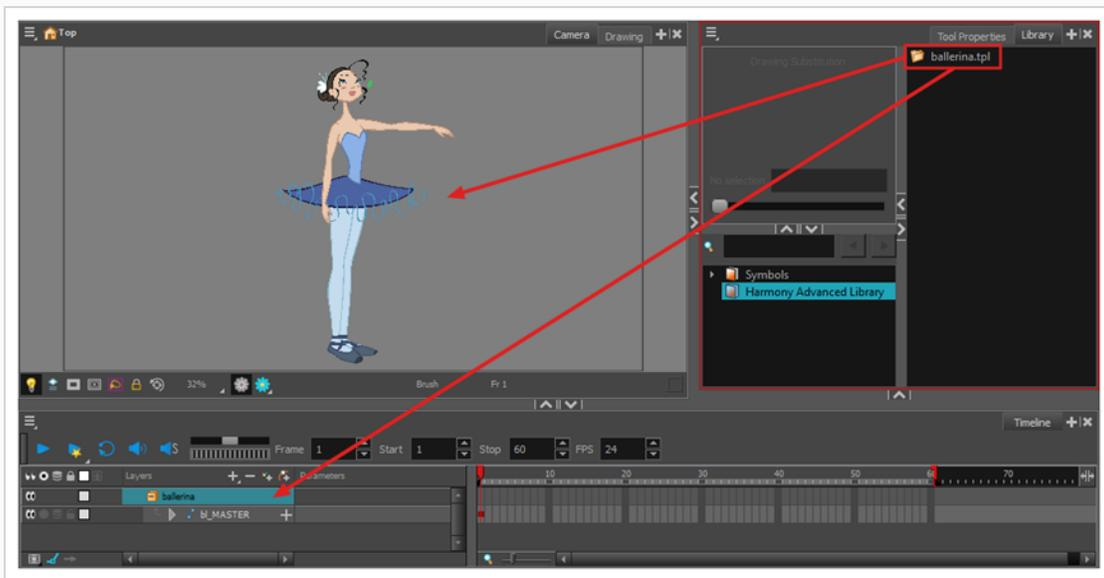 Top
Camera Drawing
Tool Properties Library
Drawing Substitution
ballerina.tpl
No selection
Symbols
Harmony Advanced Library
32% Brush Fr 1
Timeline
Frame 1 Start 1 Stop 60 FPS 24
Layers Parameters 10 20 30 40 50 60 70
ballerina
bl_MASTER